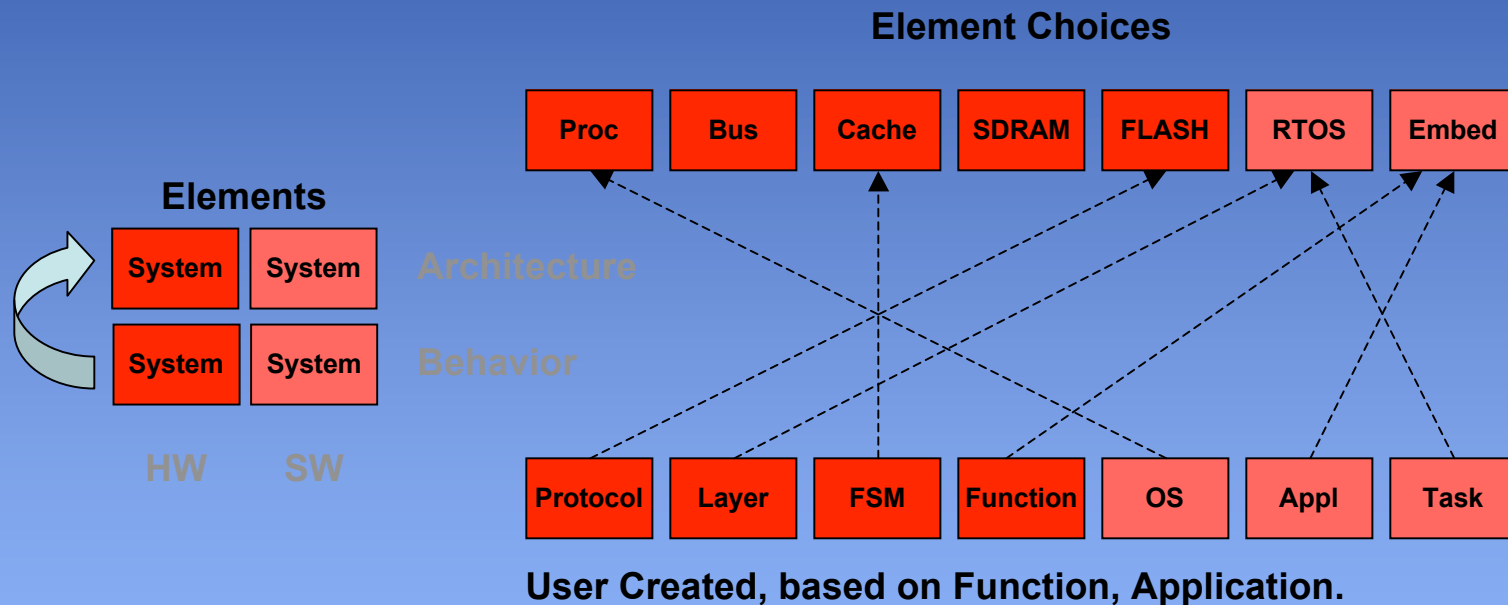 Element Choices
Proc Bus Cache SDRAM FLASH RTOS Embed
Elements
System System Architecture
System System Behavior
HW SW
Protocol Layer FSM Function OS Appl Task
User Created, based on Function, Application.